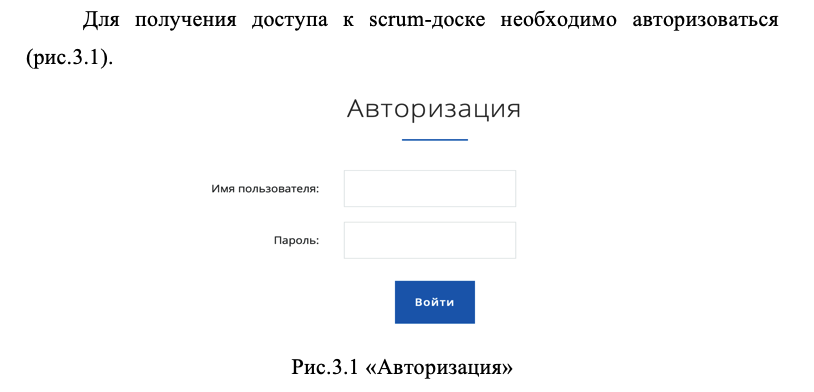 Для получения доступа к scrum-доске необходимо авторизоваться
(рис.3.1).
Авторизация
Имя пользователя:
Пароль:
Войти
Рис.3.1 «Авторизация»